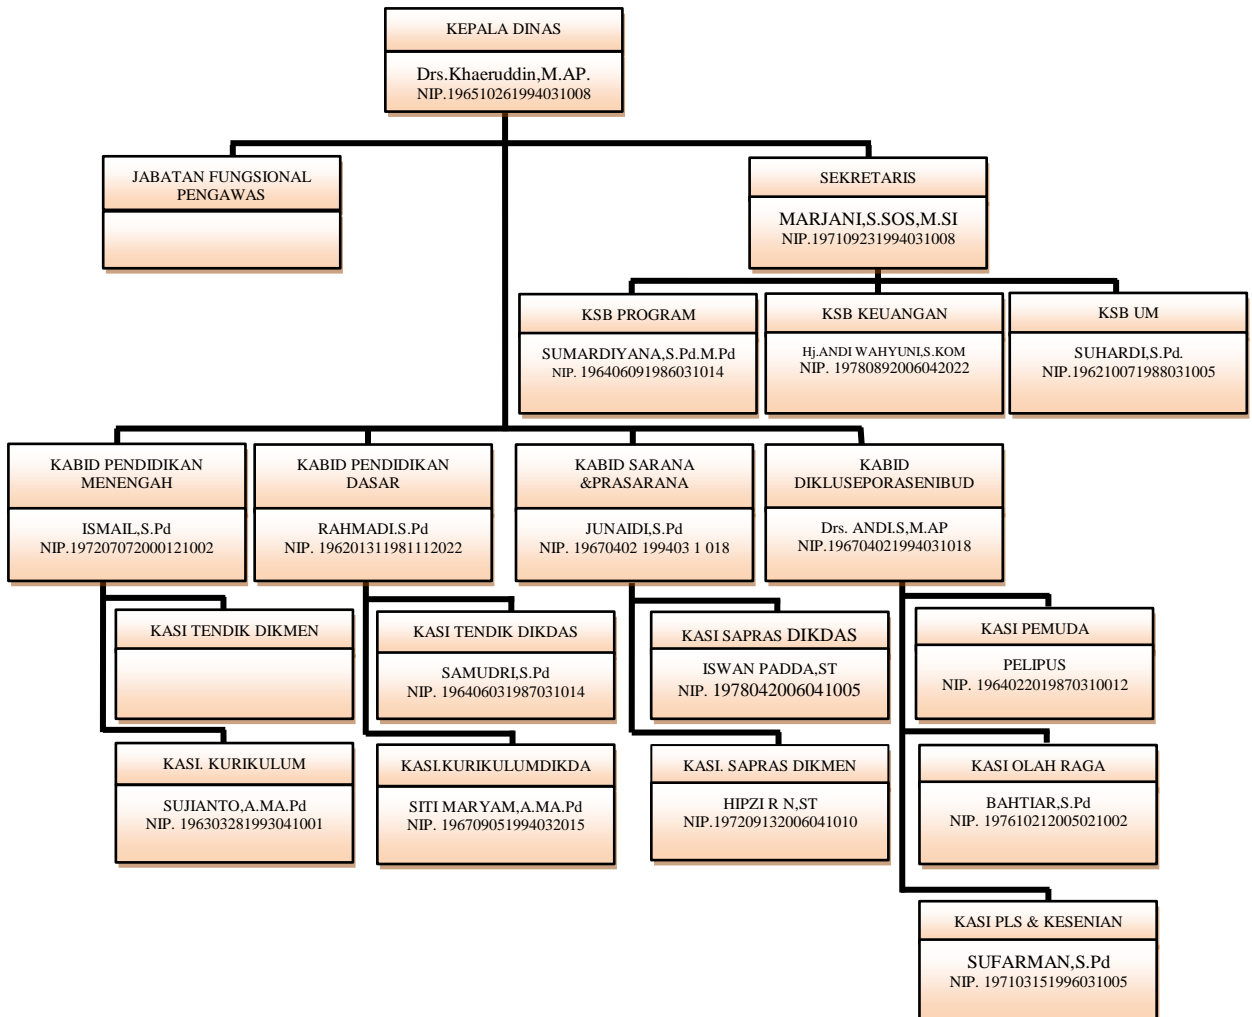 KEPALA DINAS
Drs.Khaeruddin,M.AP.
NIP.196510261994031008
JABATAN FUNGSIONAL
PENGAWAS
SEKRETARIS
MARJANI,S.SOS,M.SI
NIP.197109231994031008
KSB PROGRAM
SUMARDIYANA,S.Pd.M.Pd
NIP. 196406091986031014
KSB KEUANGAN
Hj.ANDI WAHYUNI,S.KOM
NIP. 19780892006042022
KSB UM
SUHARDI,S.Pd.
NIP.196210071988031005
KABID PENDIDIKAN
MENENGAH
ISMAIL,S.Pd
NIP.197207072000121002
KABID PENDIDIKAN
DASAR
RAHMADI.S.Pd
NIP. 196201311981112022
KABID SARANA
&PRASARANA
JUNAIDI,S.Pd
NIP. 19670402 199403 1 018
KABID
DIKLUSEPORASENIBUD
Drs. ANDI.S,M.AP
NIP.196704021994031018
KASI TENDIK DIKMEN
KASI TENDIK DIKDAS
SAMUDRI,S.Pd
NIP. 196406031987031014
KASI SAPRAS DIKDAS
ISWAN PADDA,ST
NIP. 1978042006041005
KASI PEMUDA
PELIPUS
NIP. 1964022019870310012
KASI. KURIKULUM
SUJIANTO,A.MA.Pd
NIP. 196303281993041001
KASI.KURIKULUMDIKDA
SITI MARYAM,A.MA.Pd
NIP. 196709051994032015
KASI. SAPRAS DIKMEN
HIPZI R N,ST
NIP.197209132006041010
KASI OLAH RAGA
BAHTIAR,S.Pd
NIP. 197610212005021002
KASI PLS & KESENIAN
SUFARMAN,S.Pd
NIP. 197103151996031005